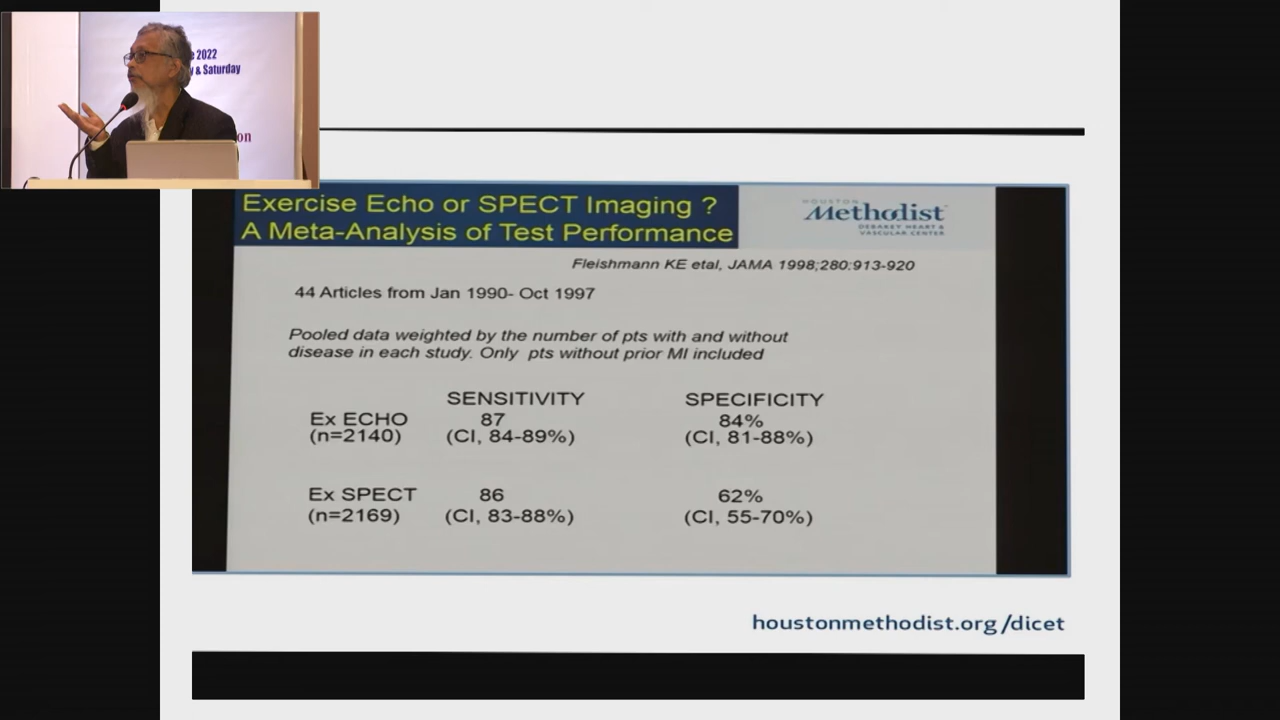 2022
& Saturday
on
Exercise Echo or SPECT Imaging ?
A Meta-Analysis of Test Performance
HOUSTON
Methodist
DEBAKEY HEART &
VASCULAR CENTER
Fleishmann KE etal, JAMA 1998;280:913-920
44 Articles from Jan 1990- Oct 1997
Pooled data weighted by the number of pts with and without
disease in each study. Only pts without prior MI included
SENSITIVITY SPECIFICITY
Ex ECHO 87 84%
(n=2140) (CI, 84-89%) (CI, 81-88%)
Ex SPECT 86 62%
(n=2169) (CI, 83-88%) (CI, 55-70%)
houstonmethodist.org/dicet